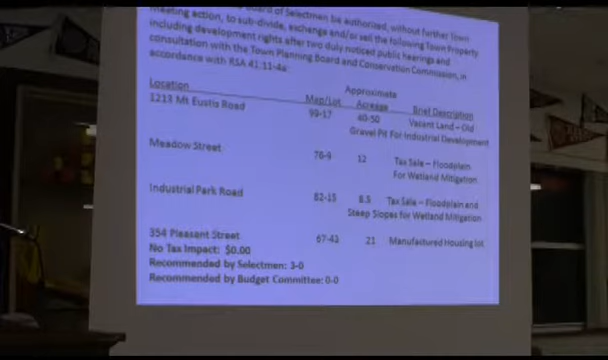 Board of Selectmen be authorized, without further Town
meeting action, to sub-divide, exchange and/or sell the following Town Property
including development rights after two duly noticed public hearings and
consultation with the Town Planning Board and Conservation Commission, in
accordance with RSA 41:11-a:
Approximate
Location Map/Lot Acreage Brief Description
1213 Mt Eustis Road 99-17 40-50 Vacant Land – Old
Gravel Pit For Industrial Development
Meadow Street 76-9 12 Tax Sale – Floodplain
For Wetland Mitigation
Industrial Park Road 82-15 8.5 Tax Sale – Floodplain and
Steep Slopes for Wetland Mitigation
354 Pleasant Street 67-43 21 Manufactured Housing lot
No Tax Impact: $0.00
Recommended by Selectmen: 3-0
Recommended by Budget Committee: 0-0